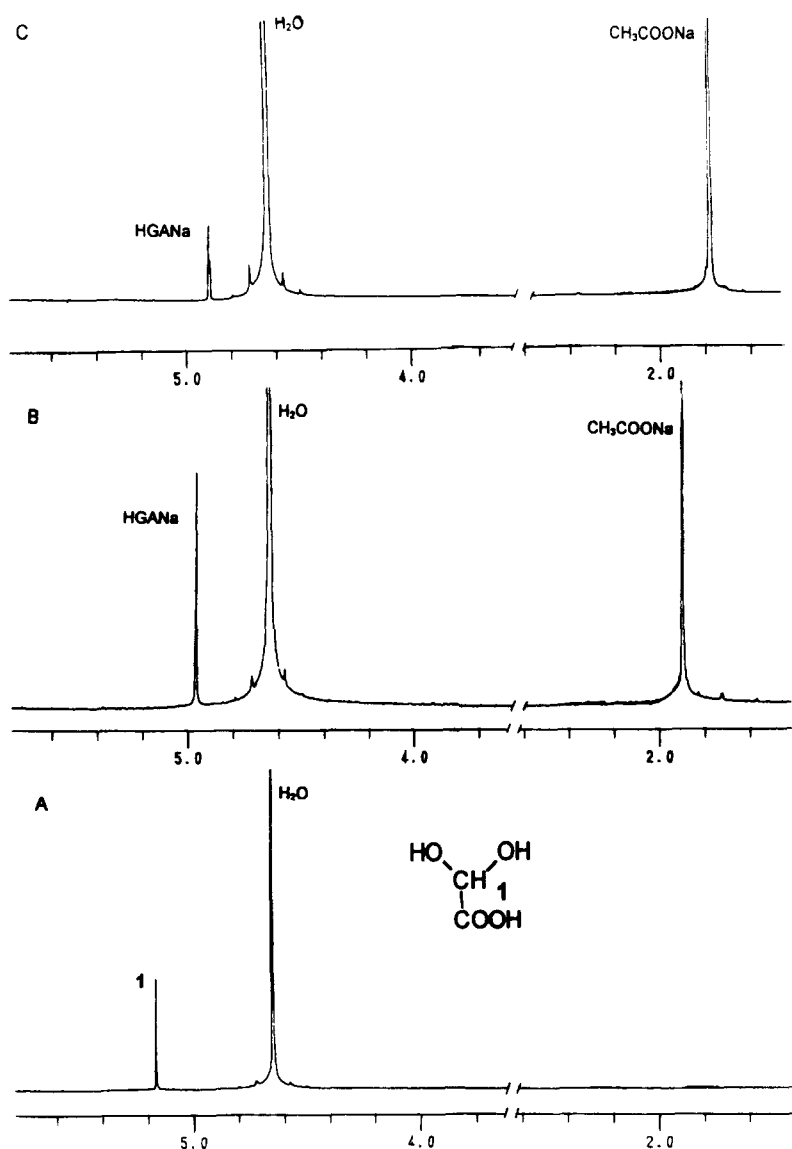 C
H₂O
CH₃COONa
HGANa
5.0 4.0 2.0
B
H₂O
CH₃COONa
HGANa
5.0 4.0 2.0
A
H₂O
HO OH
CH 1
COOH
1
5.0 4.0 2.0